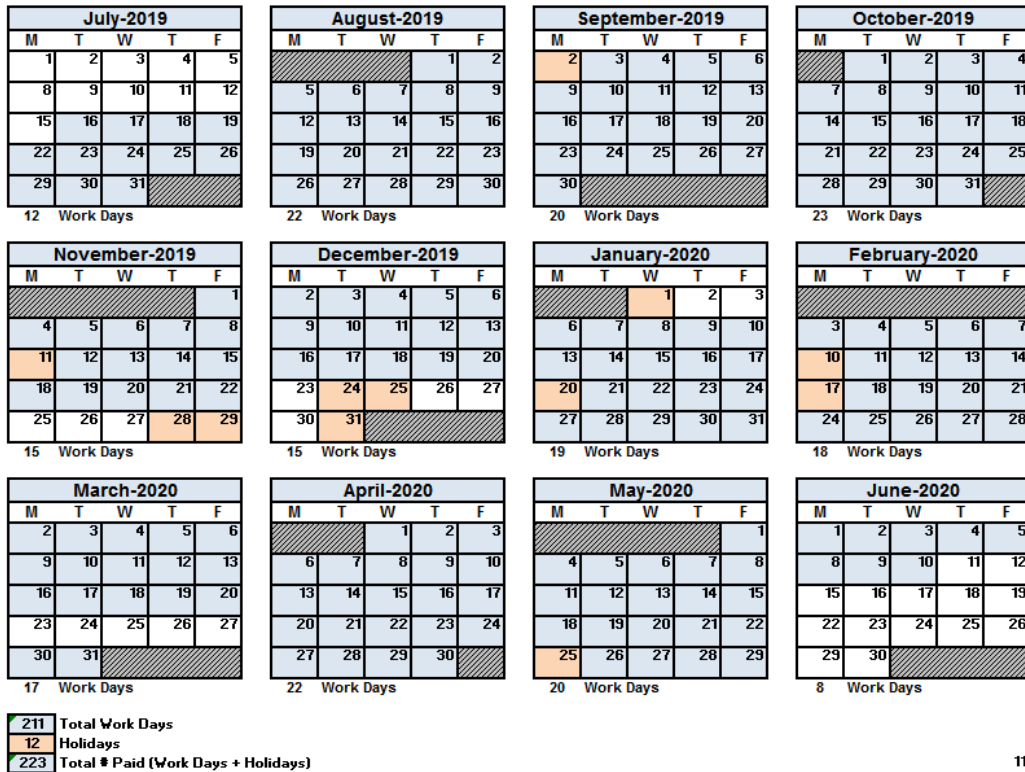 July-2019 August-2019 September-2019 October-2019
M T W T F M T W T F M T W T F M T W T F
1 2 3 4 5 1 2 2 3 4 5 6 1 2 3 4
8 9 10 11 12 5 6 7 8 9 9 10 11 12 13 7 8 9 10 11
15 16 17 18 19 12 13 14 15 16 16 17 18 19 20 14 15 16 17 18
22 23 24 25 26 19 20 21 22 23 23 24 25 26 27 21 22 23 24 25
29 30 31 26 27 28 29 30 30 28 29 30 31
12 Work Days 22 Work Days 20 Work Days 23 Work Days
November-2019 December-2019 January-2020 February-2020
M T W T F M T W T F M T W T F M T W T F
1 2 3 4 5 6 1 2 3
4 5 6 7 8 9 10 11 12 13 6 7 8 9 10 3 4 5 6 7
11 12 13 14 15 16 17 18 19 20 13 14 15 16 17 10 11 12 13 14
18 19 20 21 22 23 24 25 26 27 20 21 22 23 24 17 18 19 20 21
25 26 27 28 29 30 31 27 28 29 30 31 24 25 26 27 28
15 Work Days 15 Work Days 19 Work Days 18 Work Days
March-2020 April-2020 May-2020 June-2020
M T W T F M T W T F M T W T F M T W T F
2 3 4 5 6 1 2 3 1 1 2 3 4 5
9 10 11 12 13 6 7 8 9 10 4 5 6 7 8 8 9 10 11 12
16 17 18 19 20 13 14 15 16 17 11 12 13 14 15 15 16 17 18 19
23 24 25 26 27 20 21 22 23 24 18 19 20 21 22 22 23 24 25 26
30 31 27 28 29 30 25 26 27 28 29 29 30
17 Work Days 22 Work Days 20 Work Days 8 Work Days
211 Total Work Days
12 Holidays
223 Total # Paid (Work Days + Holidays)
11